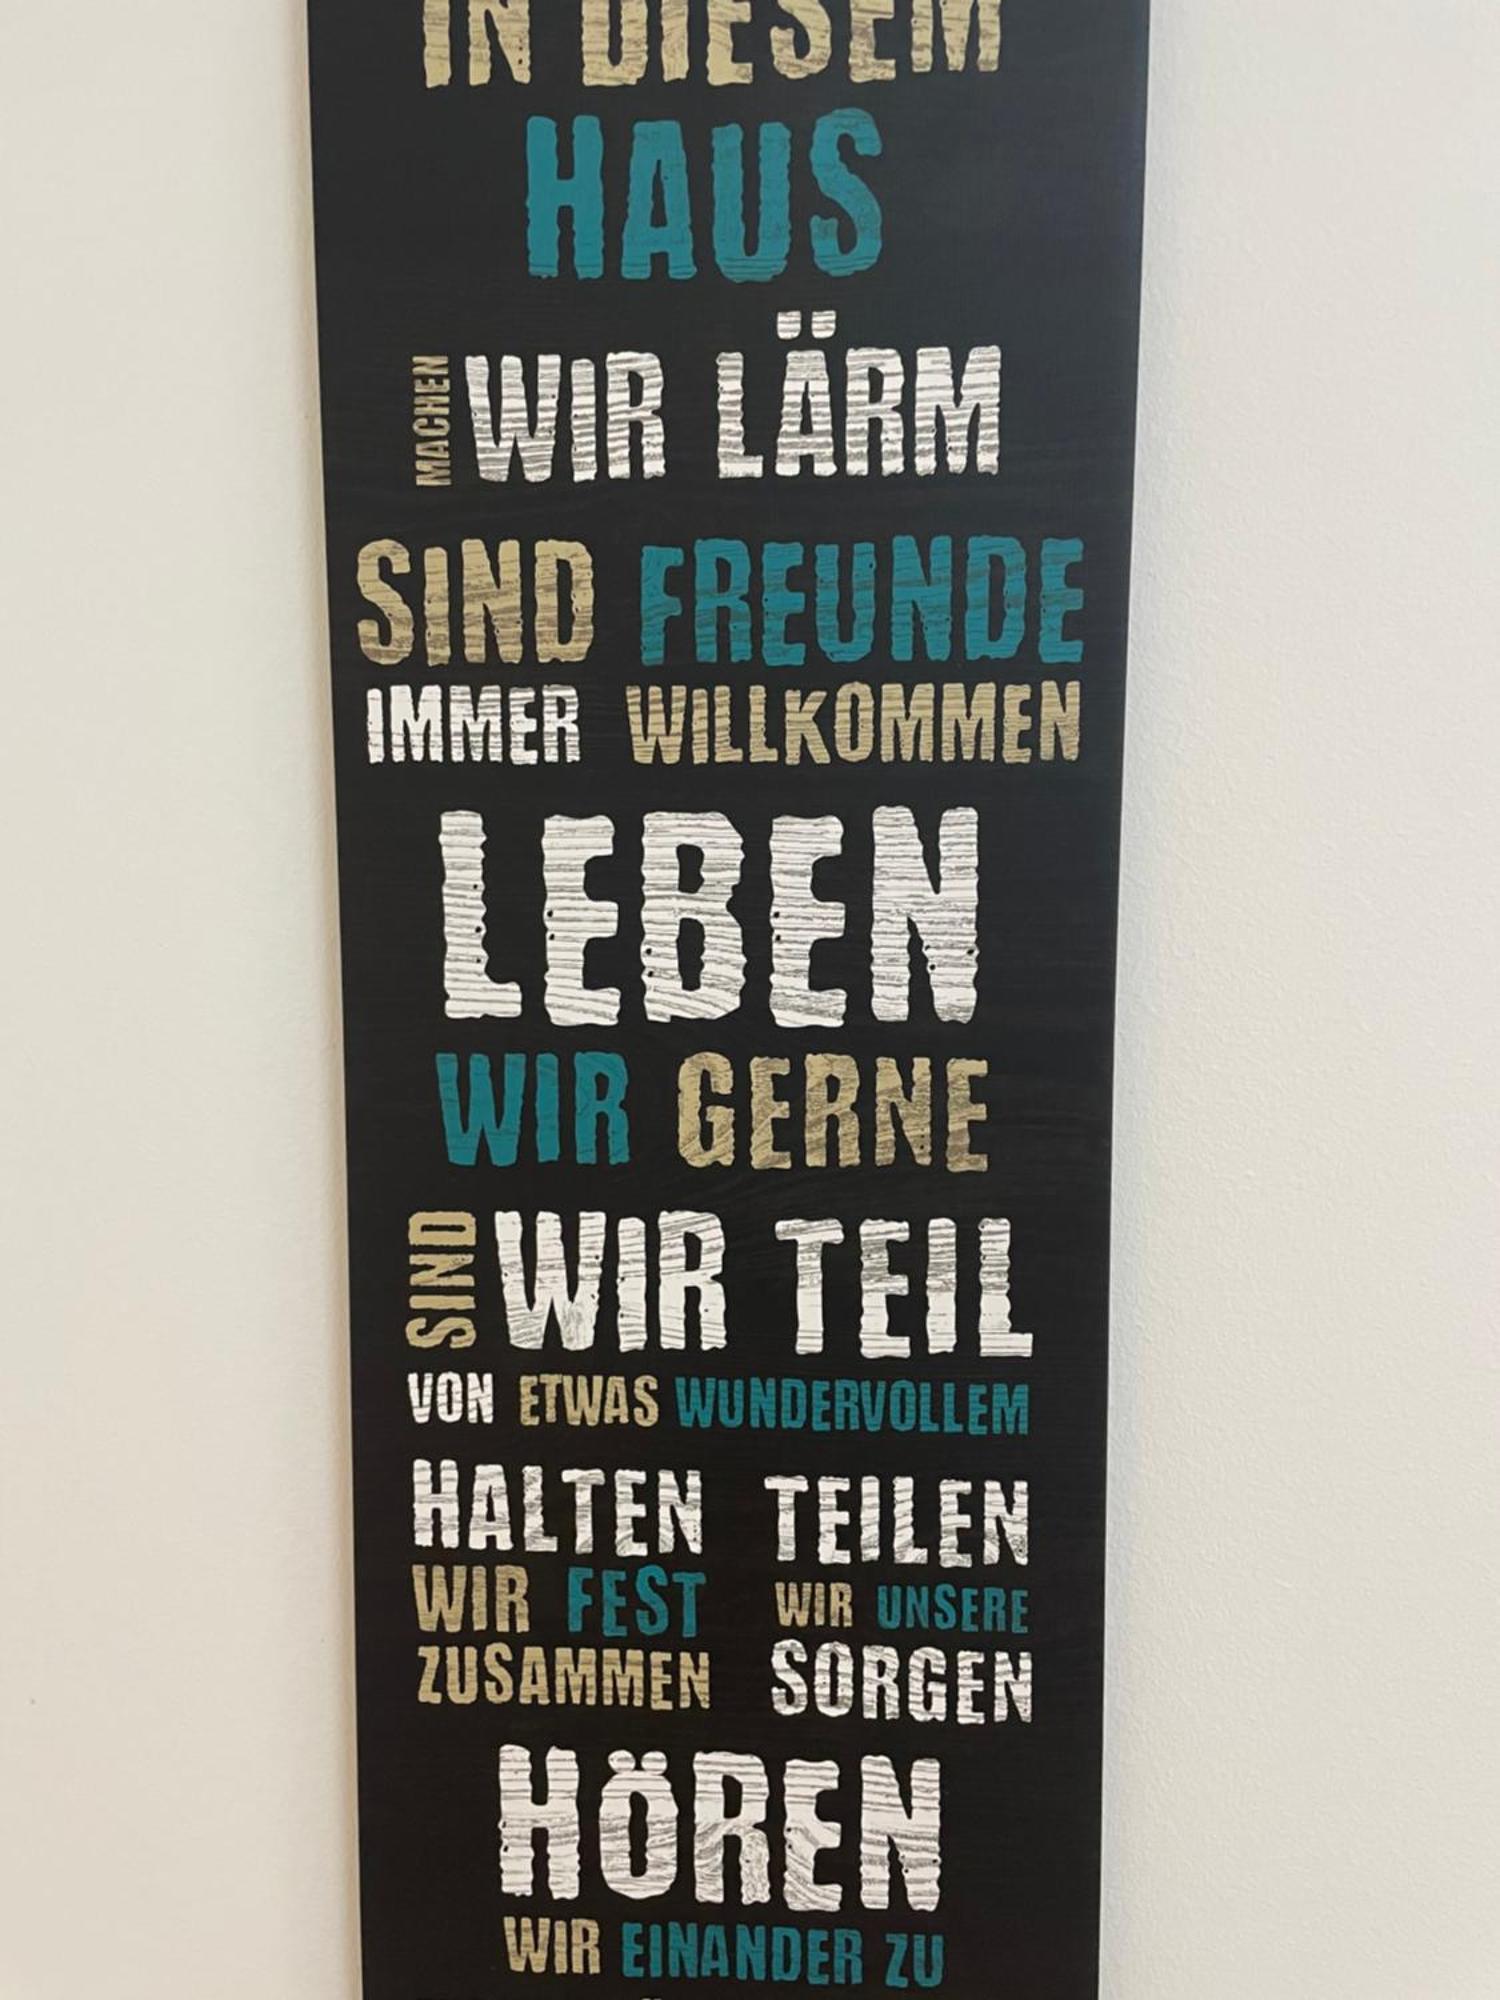 IN DIESEM
HAUS
MACHEN WIR LÄRM
SIND FREUNDE
IMMER WILLKOMMEN
LEBEN
WIR GERNE
SIND WIR TEIL
VON ETWAS WUNDERVOLLEM
HALTEN
WIR FEST
ZUSAMMEN
TEILEN
WIR UNSERE
SORGEN
HÖREN
WIR EINANDER ZU